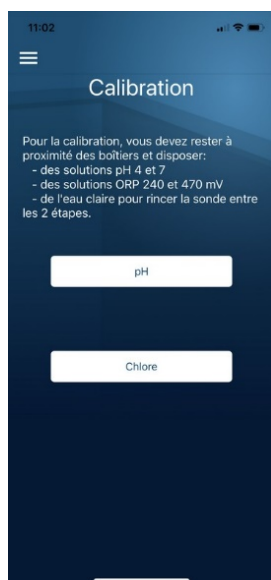 11:02
Calibration
Pour la calibration, vous devez rester à
proximité des boîtiers et disposer:
- des solutions pH 4 et 7
- des solutions ORP 240 et 470 mV
- de l'eau claire pour rincer la sonde entre
les 2 étapes.
pH
Chlore